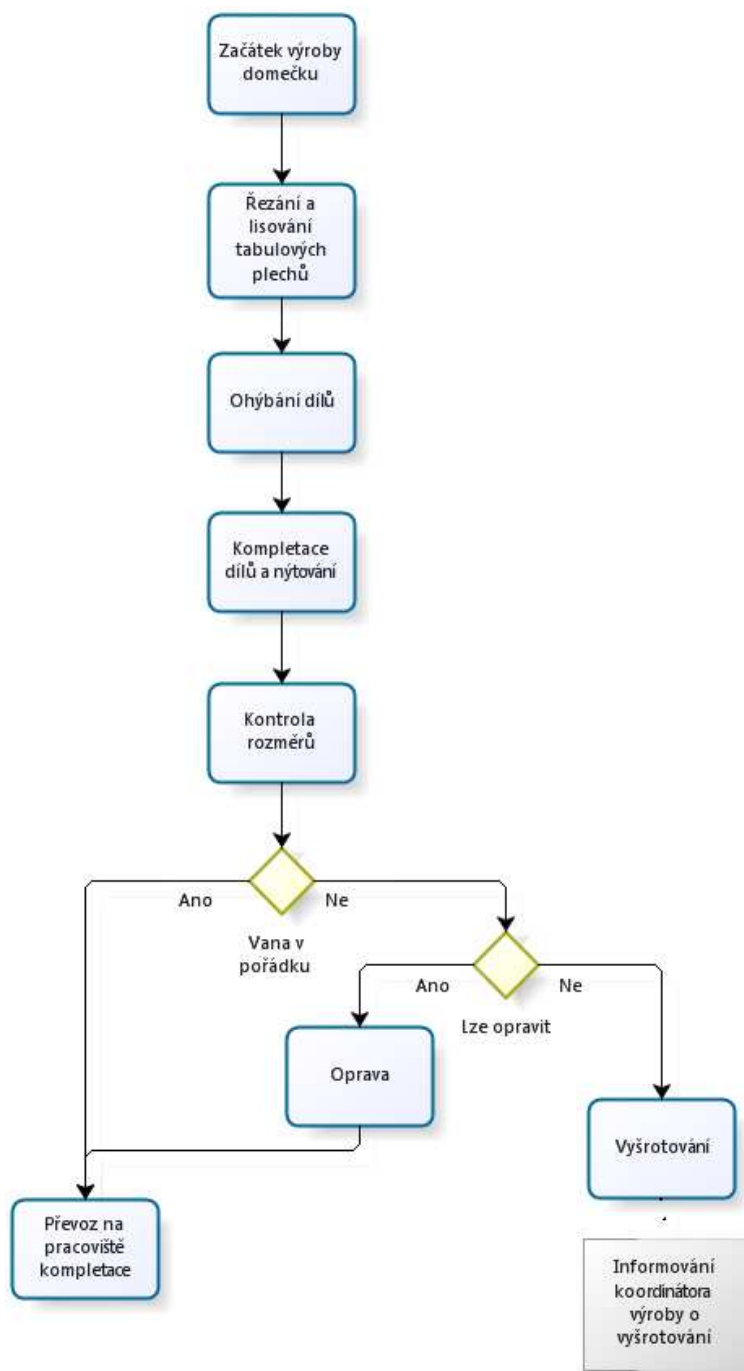 Začátek výroby
domečku
Řezání a
lisování
tabulových
plechů
Ohýbání dílů
Kompletace
dílů a nýtování
Kontrola
rozměrů
Ano
Ne
Vana v
pořádku
Ano
Ne
Lze opravit
Oprava
Vyšrotování
Převoz na
pracoviště
kompletace
Informování
koordinátora
výroby o
vyšrotování